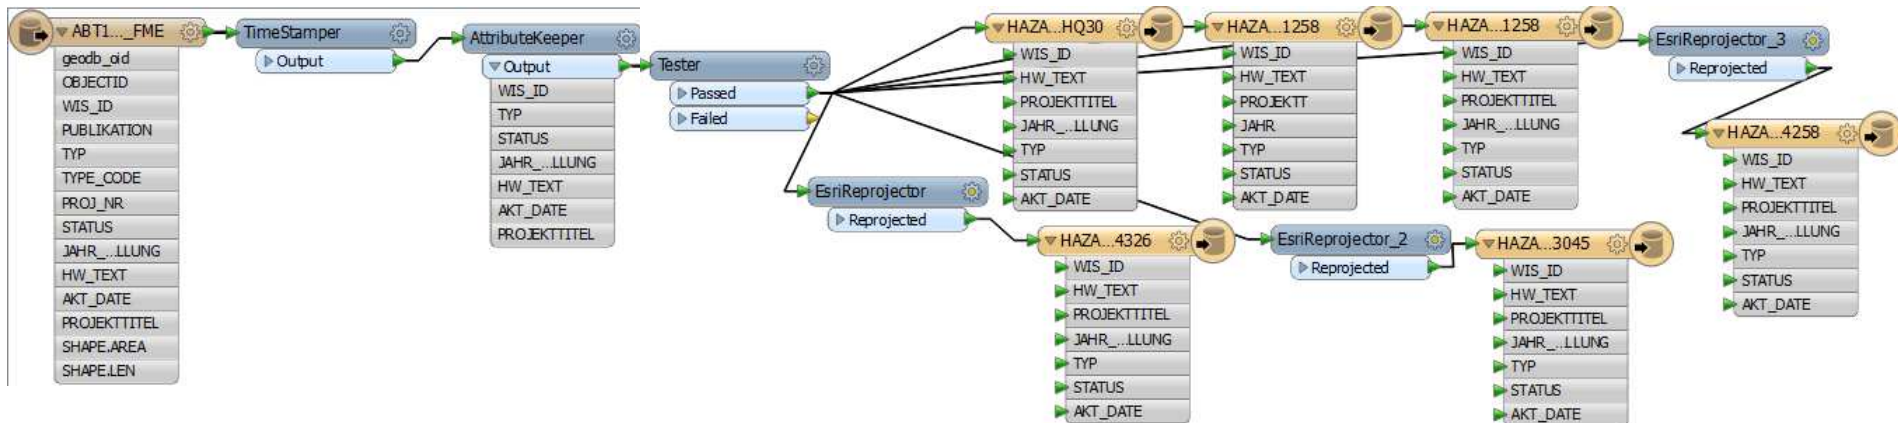 ABT1..._FME
geodb_oid
OBJECTID
WIS_ID
PUBLIKATION
TYP
TYPE_CODE
PROJ_NR
STATUS
JAHR_...LLUNG
HW_TEXT
AKT_DATE
PROJEKTTITEL
SHAPE.AREA
SHAPE.LEN
TimeStamper
Output
AttributeKeeper
Output
WIS_ID
TYP
STATUS
JAHR_...LLUNG
HW_TEXT
AKT_DATE
PROJEKTTITEL
Tester
Passed
Failed
HAZA...HQ30
WIS_ID
HW_TEXT
PROJEKTTITEL
JAHR_...LLUNG
TYP
STATUS
AKT_DATE
HAZA...1258
WIS_ID
HW_TEXT
PROJEKTT
JAHR
TYP
STATUS
AKT_DATE
HAZA...1258
WIS_ID
HW_TEXT
PROJEKTTITEL
JAHR_...LLUNG
TYP
STATUS
AKT_DATE
EsriReprojector_3
Reprojected
HAZA...4258
WIS_ID
HW_TEXT
PROJEKTTITEL
JAHR_...LLUNG
TYP
STATUS
AKT_DATE
EsriReprojector
Reprojected
HAZA...4326
WIS_ID
HW_TEXT
PROJEKTTITEL
JAHR_...LLUNG
TYP
STATUS
AKT_DATE
EsriReprojector_2
Reprojected
HAZA...3045
WIS_ID
HW_TEXT
PROJEKTTITEL
JAHR_...LLUNG
TYP
STATUS
AKT_DATE